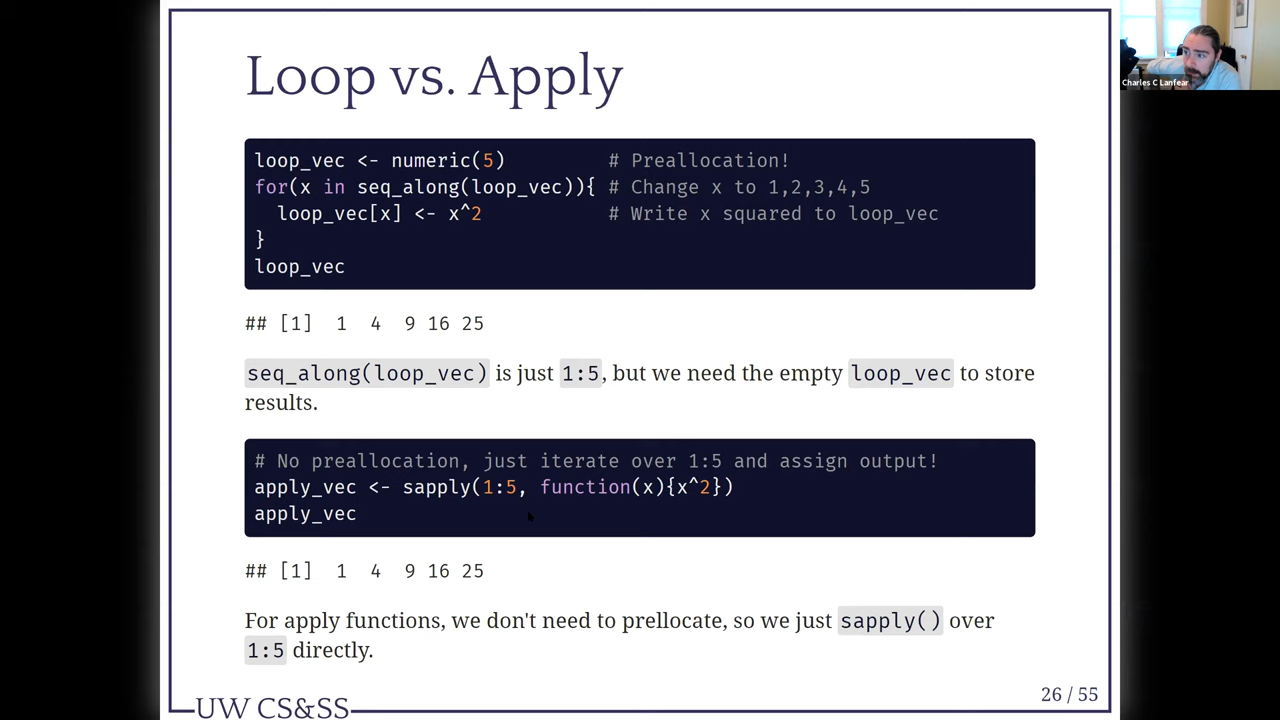 Loop vs. Apply
Charles C Lanfear
loop_vec <- numeric(5)         # Preallocation!
for(x in seq_along(loop_vec)){ # Change x to 1,2,3,4,5
  loop_vec[x] <- x^2           # Write x squared to loop_vec
}
loop_vec
## [1]  1  4  9 16 25
seq_along(loop_vec) is just 1:5, but we need the empty loop_vec to store
results.
# No preallocation, just iterate over 1:5 and assign output!
apply_vec <- sapply(1:5, function(x){x^2})
apply_vec
## [1]  1  4  9 16 25
For apply functions, we don't need to prellocate, so we just sapply() over
1:5 directly.
UW CS&SS
26 / 55